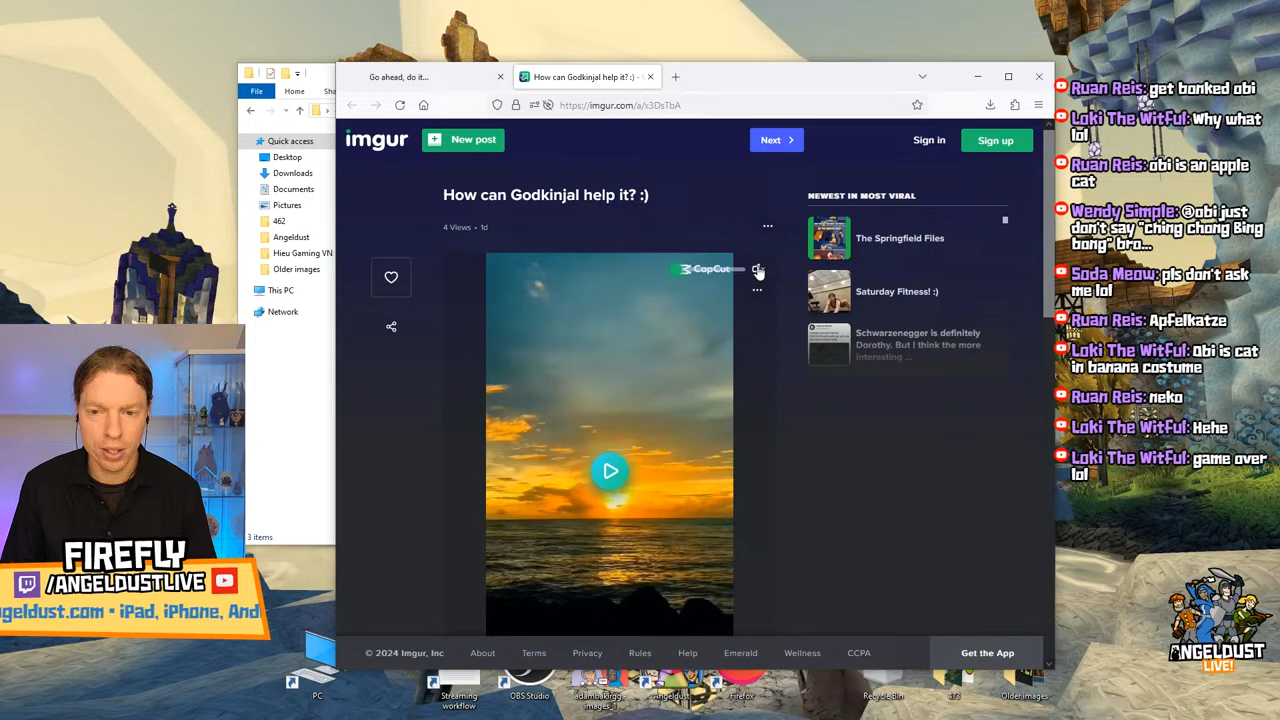 File
Home
Sha
Quick access
Desktop
Downloads
Documents
Pictures
462
Angeldust
Hieu Gaming VN
Older images
This PC
Network
3 items
Go ahead, do it...
How can Godkinjal help it? :) -
https://imgur.com/a/x3DsTbA
imgur
New post
Next
Sign in
Sign up
How can Godkinjal help it? :)
4 Views • 1d
CapCut
NEWEST IN MOST VIRAL
The Springfield Files
Saturday Fitness! :)
Schwarzenegger is definitely
Dorothy. But I think the more
Interesting ...
© 2024 Imgur, Inc
About
Terms
Privacy
Rules
Help
Emerald
Wellness
CCPA
Get the App
Ruan Reis: get bonked obi
Loki The Witful: Why what
lol
Ruan Reis: obi is an apple
cat
Wendy Simple: @obi just
don't say "ching chong Bing
bong" bro...
Soda Meow: pls don't ask
me lol
Ruan Reis: Apfelkatze
Loki The Witful: Obi is cat
in banana costume
Ruan Reis: neko
Loki The Witful: Hehe
Loki The Witful: game over
lol
FIREFLY
/ANGELDUSTLIVE
ngeldust.com • iPad, iPhone, And
PC
Streaming
workflow
OBS Studio
Angeldust
Firefox
Recycle Bin
473
Older images
ANGELDUST
LIVE!